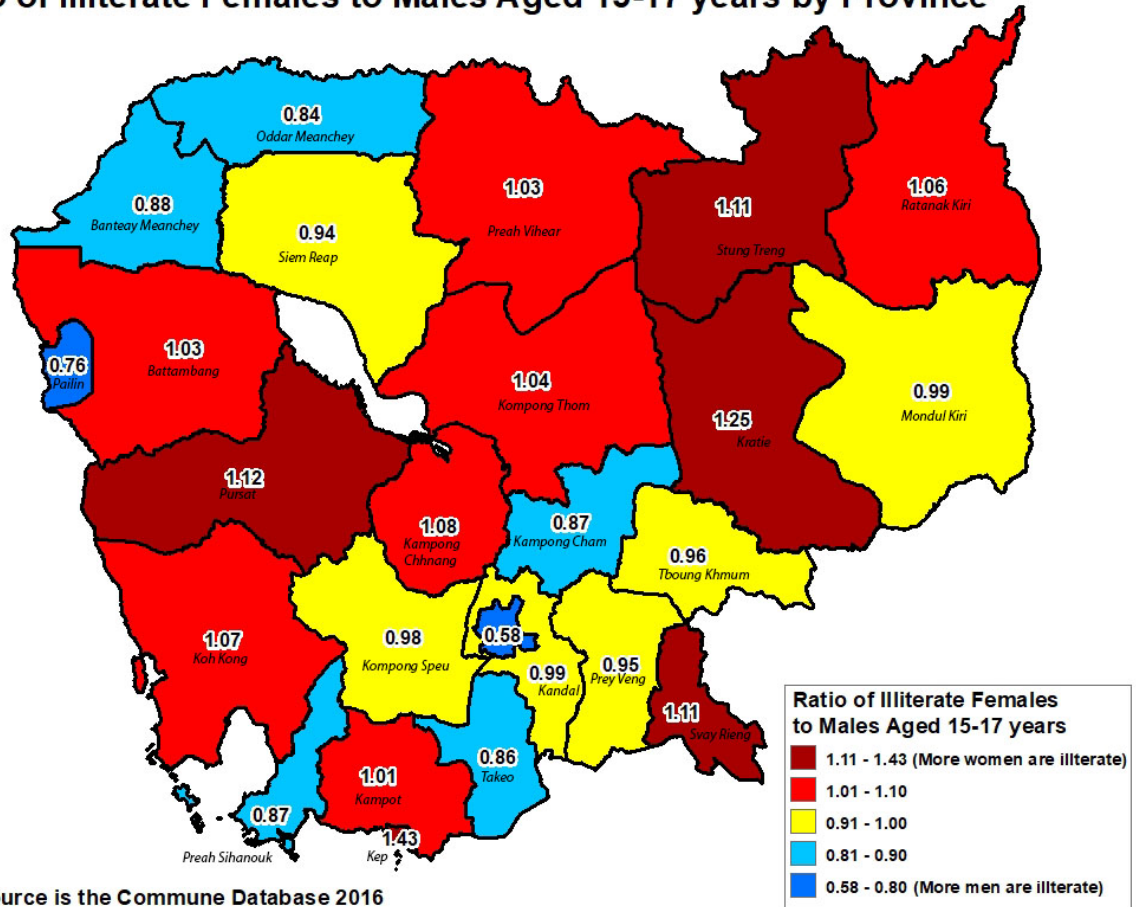 of Illiterate Females to Males Aged 15-17 years by Province
0.84
Oddar Meanchey
0.88
Banteay Meanchey
0.94
Siem Reap
1.03
Preah Vihear
1.11
Stung Treng
1.06
Ratanak Kiri
0.76
Pailin
1.03
Battambang
1.04
Kompong Thom
1.25
Kratie
0.99
Mondul Kiri
1.12
Pursat
1.08
Kampong
Chhnang
0.87
Kampong Cham
0.96
Tboung Khmum
1.07
Koh Kong
0.98
Kompong Speu
0.58
0.99
Kandal
0.95
Prey Veng
1.11
Svay Rieng
0.86
Takeo
1.01
Kampot
0.87
Preah Sihanouk
1.43
Kep
Ratio of Illiterate Females
to Males Aged 15-17 years
1.11 - 1.43 (More women are illiterate)
1.01 - 1.10
0.91 - 1.00
0.81 - 0.90
0.58 - 0.80 (More men are illterate)
urce is the Commune Database 2016